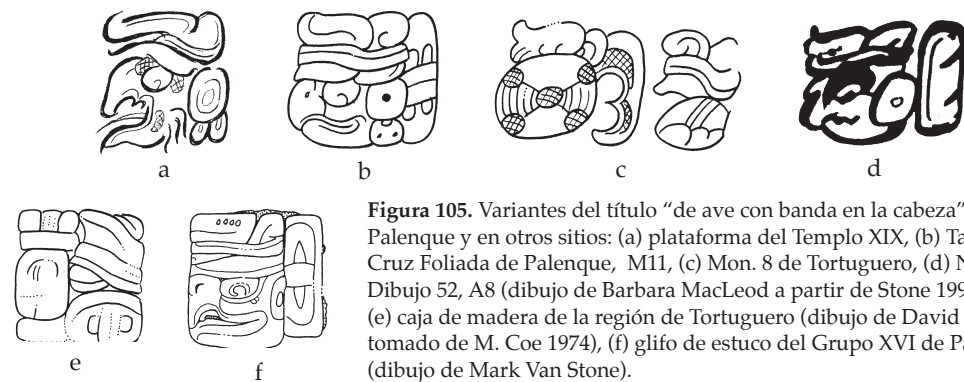 a
b
c
d
e
f
Figura 105. Variantes del título “de ave con banda en la cabeza”
Palenque y en otros sitios: (a) plataforma del Templo XIX, (b)
Cruz Foliada de Palenque, M11, (c) Mon. 8 de Tortuguero, (d)
Dibujo 52, A8 (dibujo de Barbara MacLeod a partir de Stone
(e) caja de madera de la región de Tortuguero (dibujo de David
tomado de M. Coe 1974), (f) glifo de estuco del Grupo XVI de
(dibujo de Mark Van Stone).